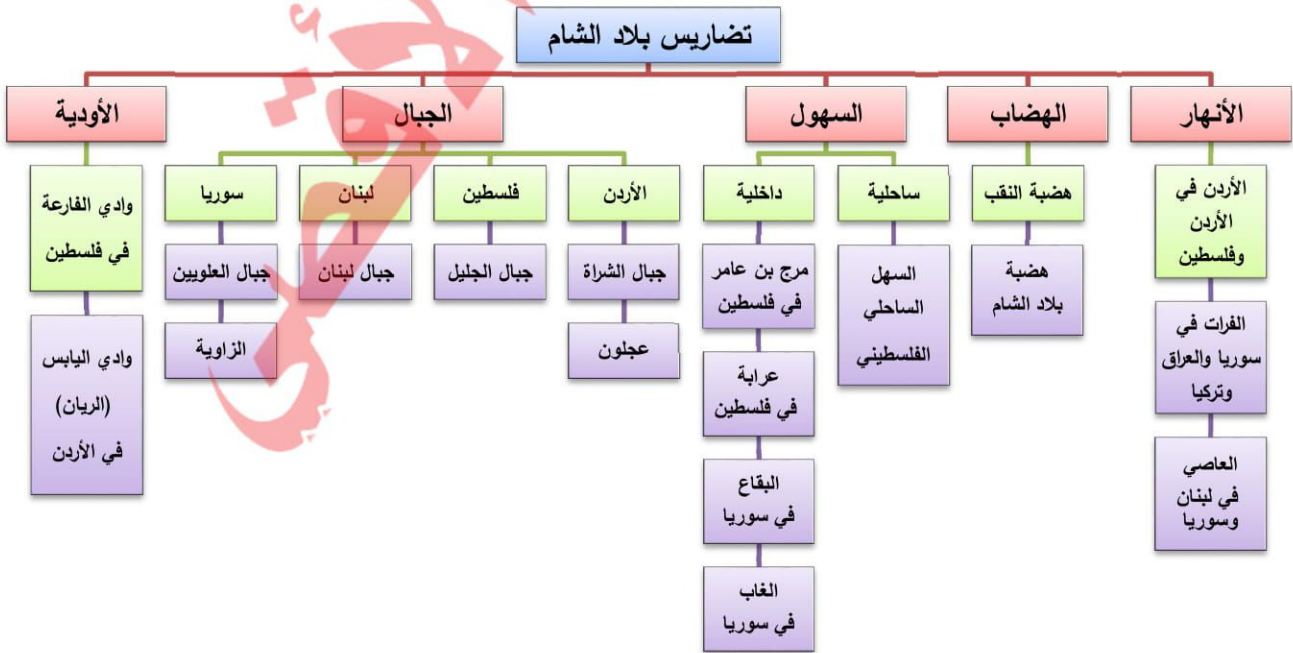 تضاريس بلاد الشام
الأنهار
الأردن في
الأردن
وفلسطين
الفرات في
سوريا والعراق
وتركيا
العاصي
في لبنان
وسوريا
الهضاب
هضبة النقب
هضبة
بلاد الشام
السهول
ساحلية
السهل
الساحلي
الفلسطيني
داخلية
مرج بن عامر
في فلسطين
عرابة
في فلسطين
البقاع
في سوريا
الغاب
في سوريا
الجبال
الأردن
جبال الشراة
عجلون
فلسطين
جبال الجليل
لبنان
جبال لبنان
سوريا
جبال العلويين
الزاوية
الأودية
وادي الفارعة
في فلسطين
وادي اليابس
(الريان)
في الأردن